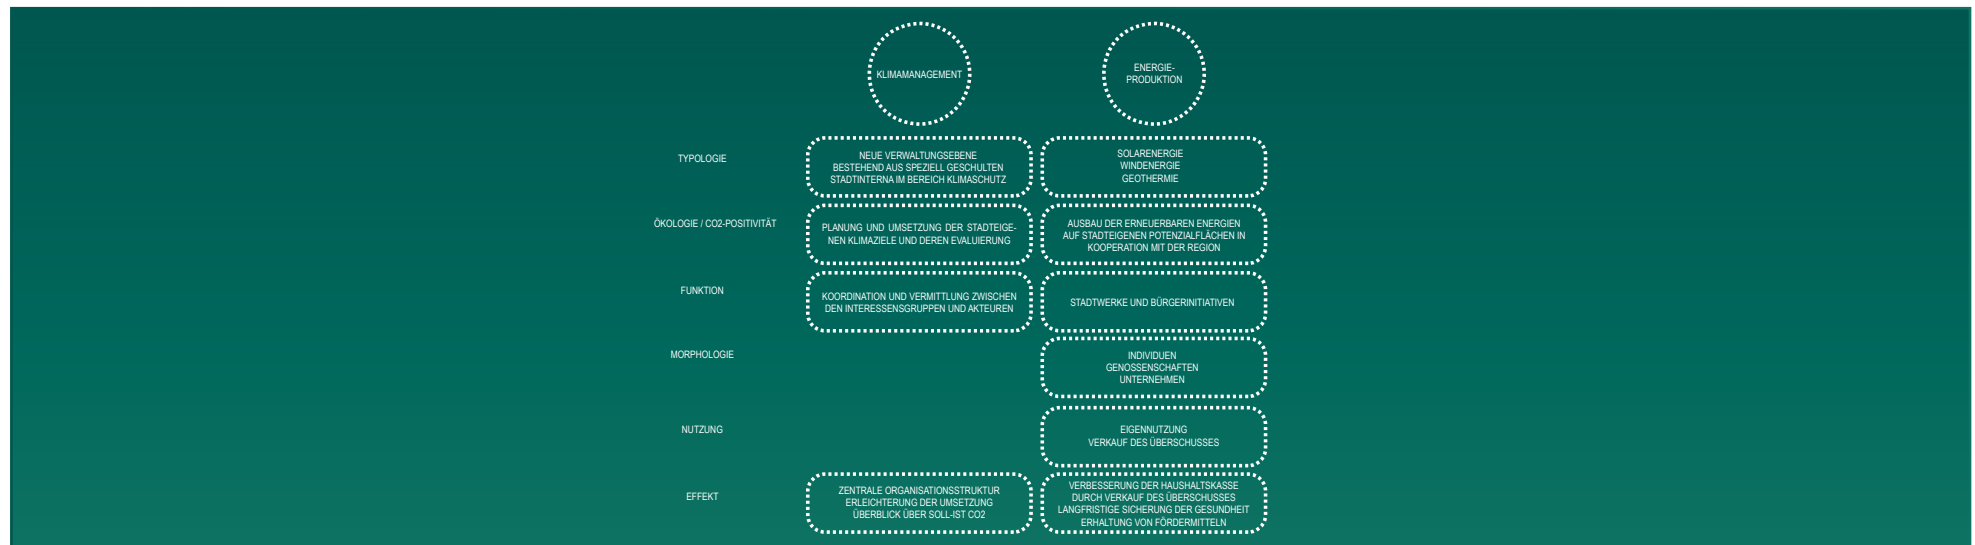 KLIMAMANAGEMENT
ENERGIE-
PRODUKTION
TYPOLOGIE
NEUE VERWALTUNGSEBENE
BESTEHEND AUS SPEZIELL GESCHULTEN
STADTINTERNA IM BEREICH KLIMASCHUTZ
SOLARENERGIE
WINDENERGIE
GEOTHERMIE
ÖKOLOGIE / CO2-POSITIVITÄT
PLANUNG UND UMSETZUNG DER STADTEIGE-
NEN KLIMAZIELE UND DEREN EVALUIERUNG
AUSBAU DER ERNEUERBAREN ENERGIEN
AUF STADTEIGENEN POTENZIALFLÄCHEN IN
KOOPERATION MIT DER REGION
FUNKTION
KOORDINATION UND VERMITTLUNG ZWISCHEN
DEN INTERESSENSGRUPPEN UND AKTEUREN
STADTWERKE UND BÜRGERINITIATIVEN
MORPHOLOGIE
INDIVIDUEN
GENOSSENSCHAFTEN
UNTERNEHMEN
NUTZUNG
EIGENNUTZUNG
VERKAUF DES ÜBERSCHUSSES
EFFEKT
ZENTRALE ORGANISATIONSSTRUKTUR
ERLEICHTERUNG DER UMSETZUNG
ÜBERBLICK ÜBER SOLL-IST CO2
VERBESSERUNG DER HAUSHALTSKASSE
DURCH VERKAUF DES ÜBERSCHUSSES
LANGFRISTIGE SICHERUNG DER GESUNDHEIT
ERHALTUNG VON FÖRDERMITTELN